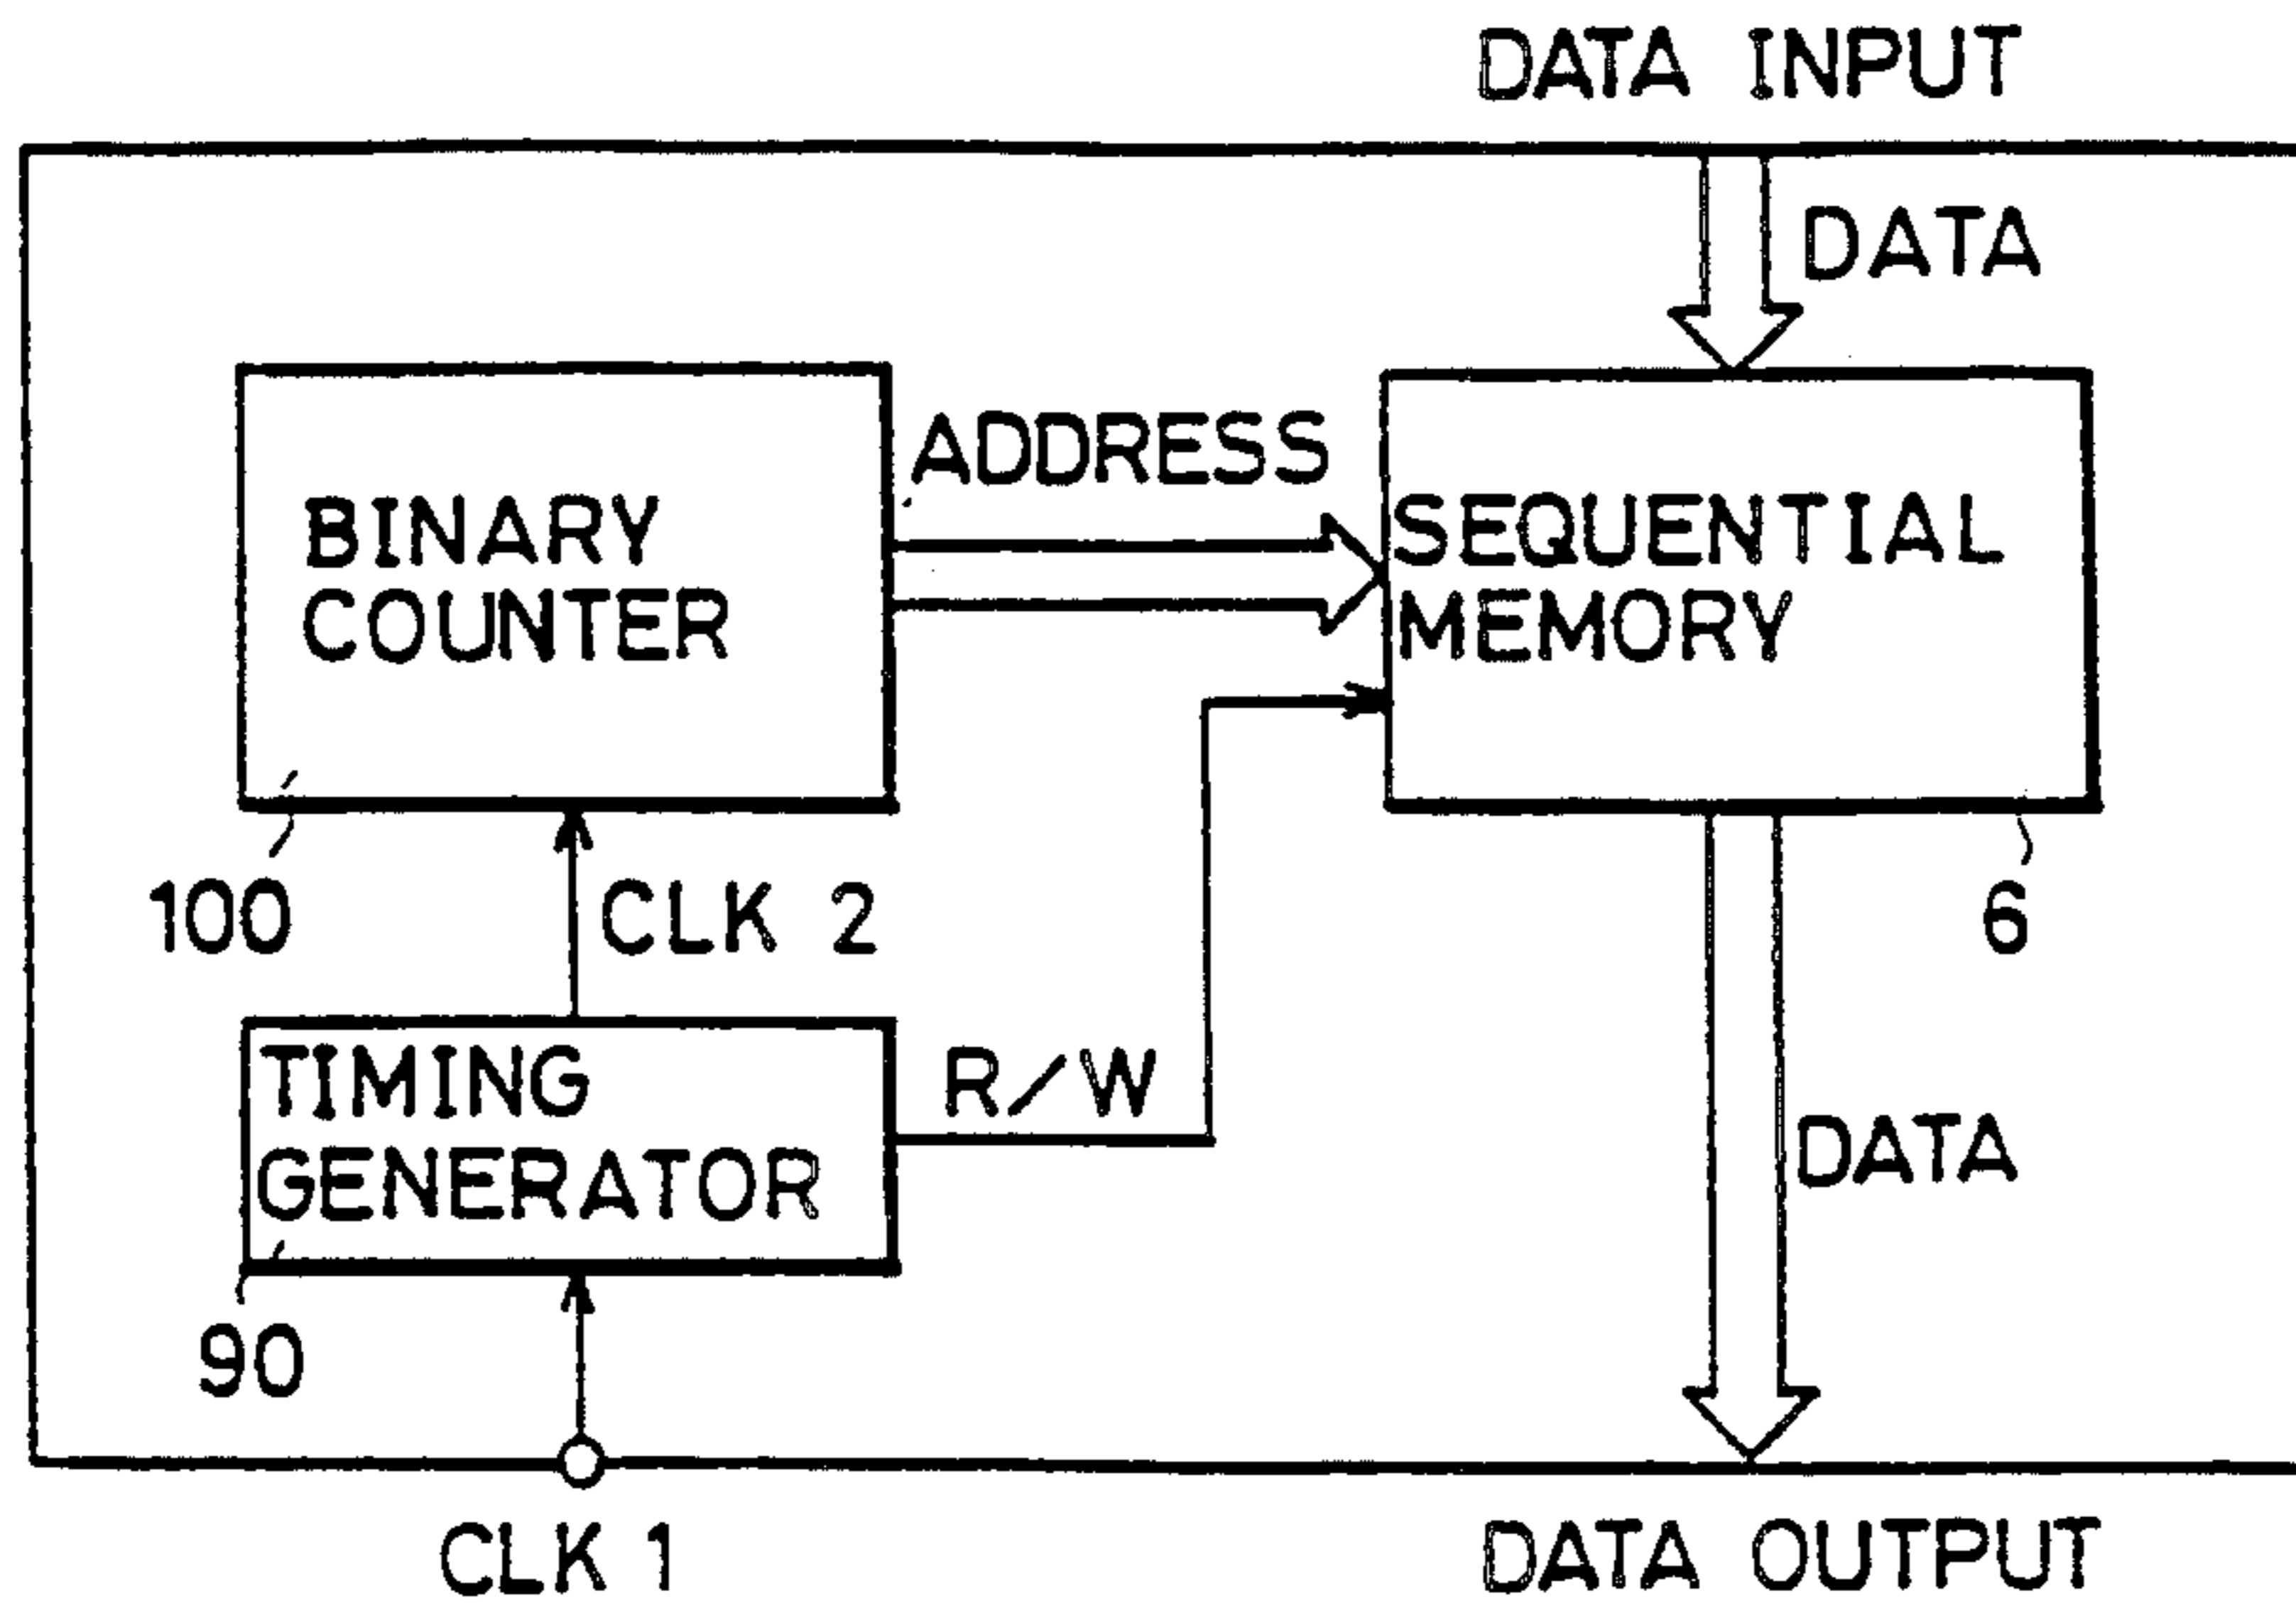 DATA INPUT
DATA
ADDRESS
BINARY
COUNTER
SEQUENTIAL
MEMORY
100
CLK 2
6
TIMING
GENERATOR
R/W
DATA
90
CLK 1
DATA OUTPUT